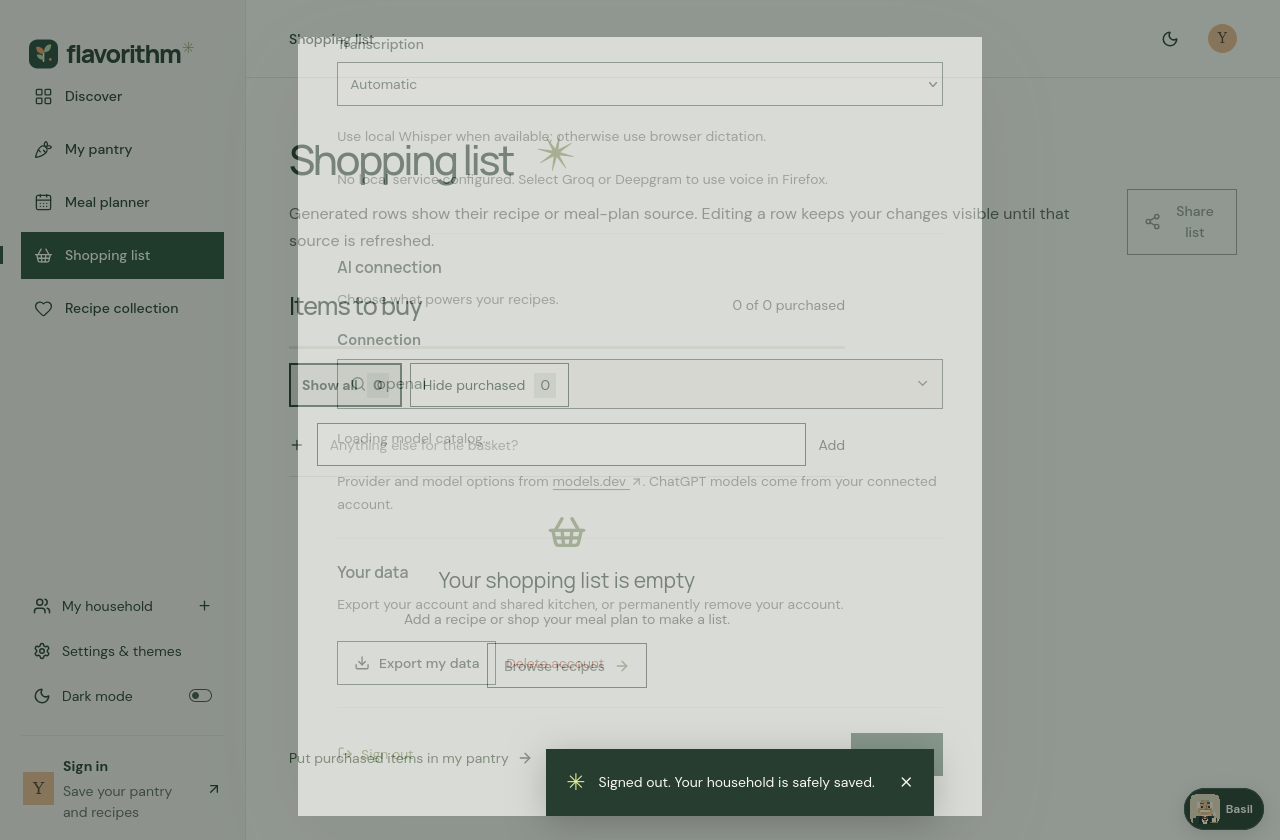 flavorithm
Discover
My pantry
Meal planner
Shopping list
Recipe collection
My household
Settings & themes
Dark mode
Sign in
Y
Save your pantry
and recipes
Shopping list
Y
Shopping list
Generated rows show their recipe or meal-plan source. Editing a row keeps your changes visible until that
source is refreshed.
Share
list
Items to buy
0 of 0 purchased
Show all 0
Hide purchased 0
Anything else for the basket?
Add
Your shopping list is empty
Add a recipe or shop your meal plan to make a list.
Browse recipes
Put purchased items in my pantry
Transcription
Automatic
Use local Whisper when available; otherwise use browser dictation.
No local service configured. Select Groq or Deepgram to use voice in Firefox.
AI connection
Choose what powers your recipes.
Connection
openai
Loading model catalog…
Provider and model options from models.dev. ChatGPT models come from your connected
account.
Your data
Export your account and shared kitchen, or permanently remove your account.
Export my data
Delete account
Sign out
Signed out. Your household is safely saved.
Basil